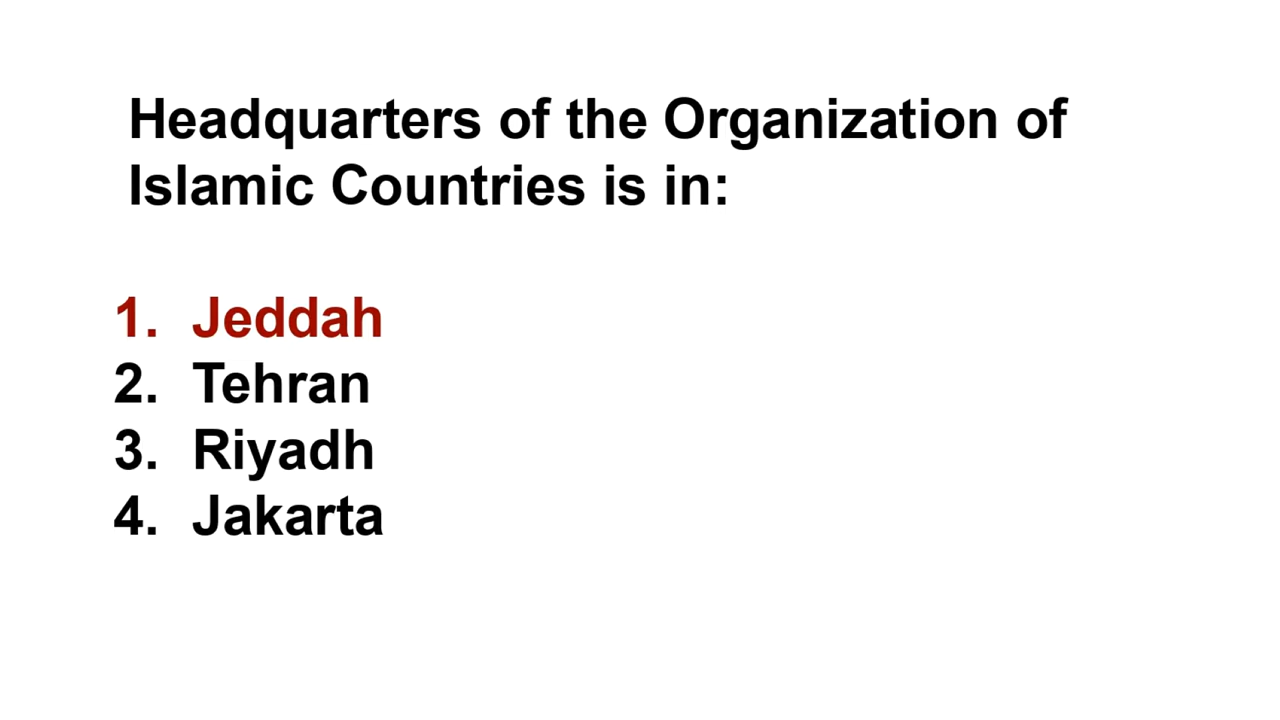 Headquarters of the Organization of
Islamic Countries is in:
1. Jeddah
2. Tehran
3. Riyadh
4. Jakarta